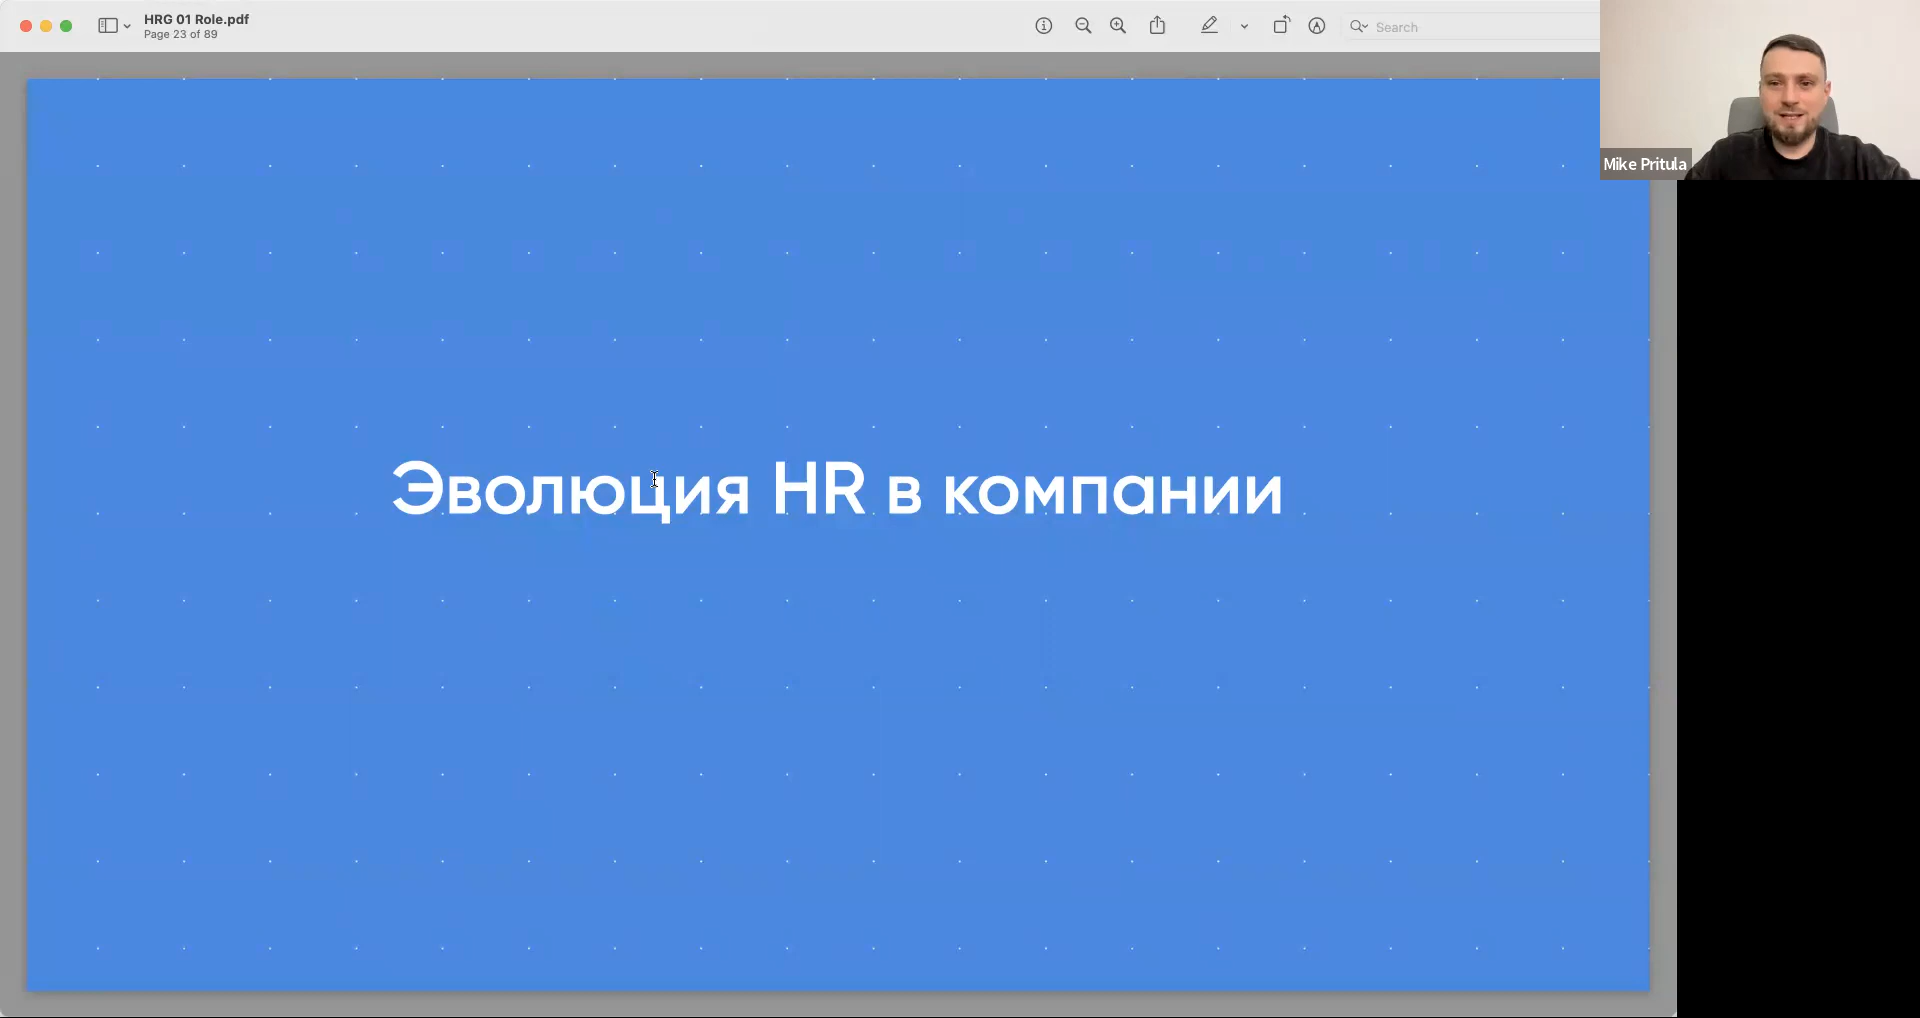 HRG 01 Role.pdf
Page 23 of 89
Search
Mike Pritula
Эволюция HR в компании